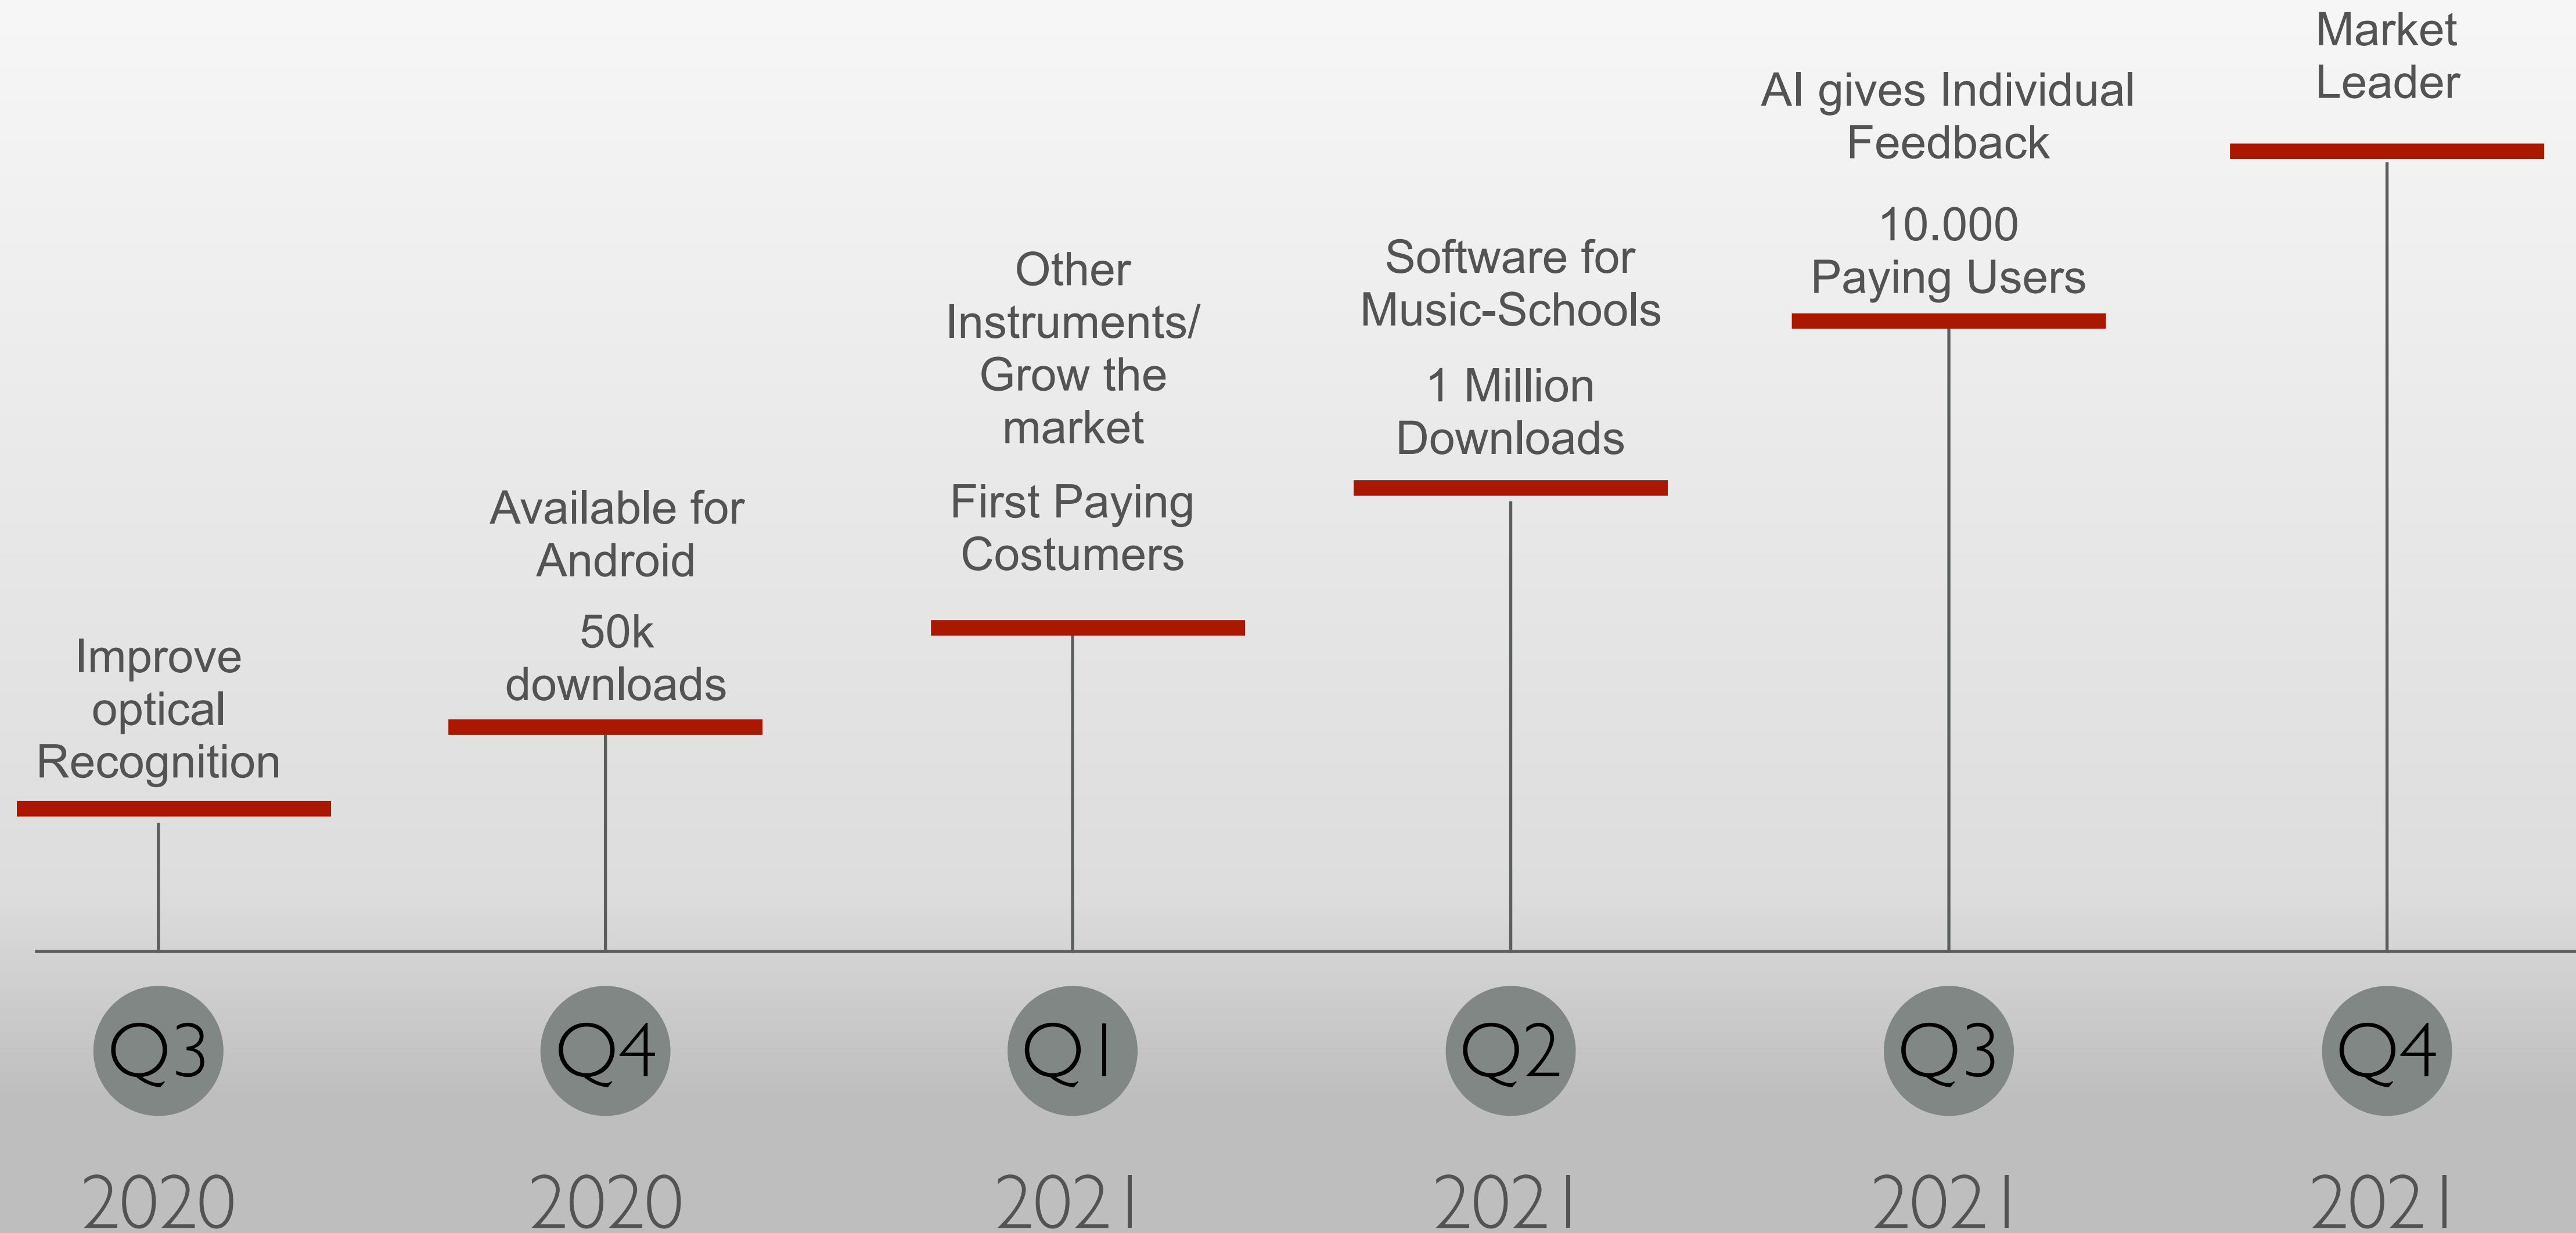 Improve
optical
Recognition
Available for
Android
50k
downloads
Other
Instruments/
Grow the
market
First Paying
Costumers
Software for
Music-Schools
1 Million
Downloads
AI gives Individual
Feedback
10.000
Paying Users
Market
Leader
Q3
Q4
Q1
Q2
Q3
Q4
2020
2020
2021
2021
2021
2021